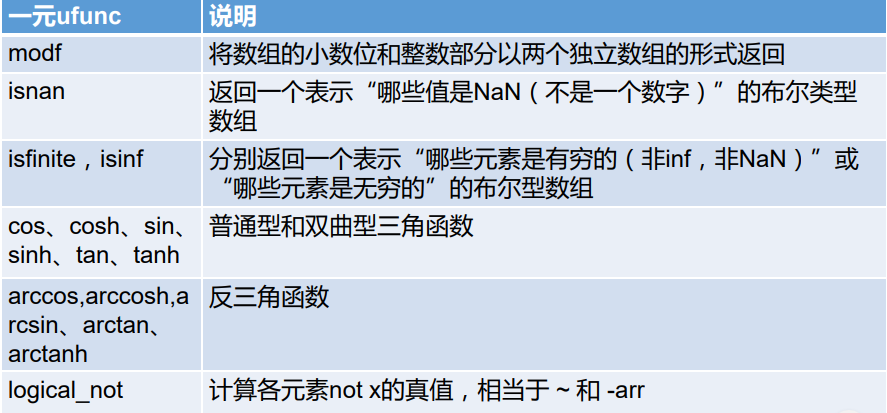 一元ufunc 说明
modf 将数组的小数位和整数部分以两个独立数组的形式返回
isnan 返回一个表示“哪些值是NaN（不是一个数字）”的布尔类型
数组
isfinite，isinf 分别返回一个表示“哪些元素是有穷的（非inf，非NaN）”或
“哪些元素是无穷的”的布尔型数组
cos、cosh、sin、 普通型和双曲型三角函数
sinh、tan、tanh
arccos,arccosh,a 反三角函数
rcsin、arctan、
arctanh
logical_not 计算各元素not x的真值，相当于 ~ 和 -arr